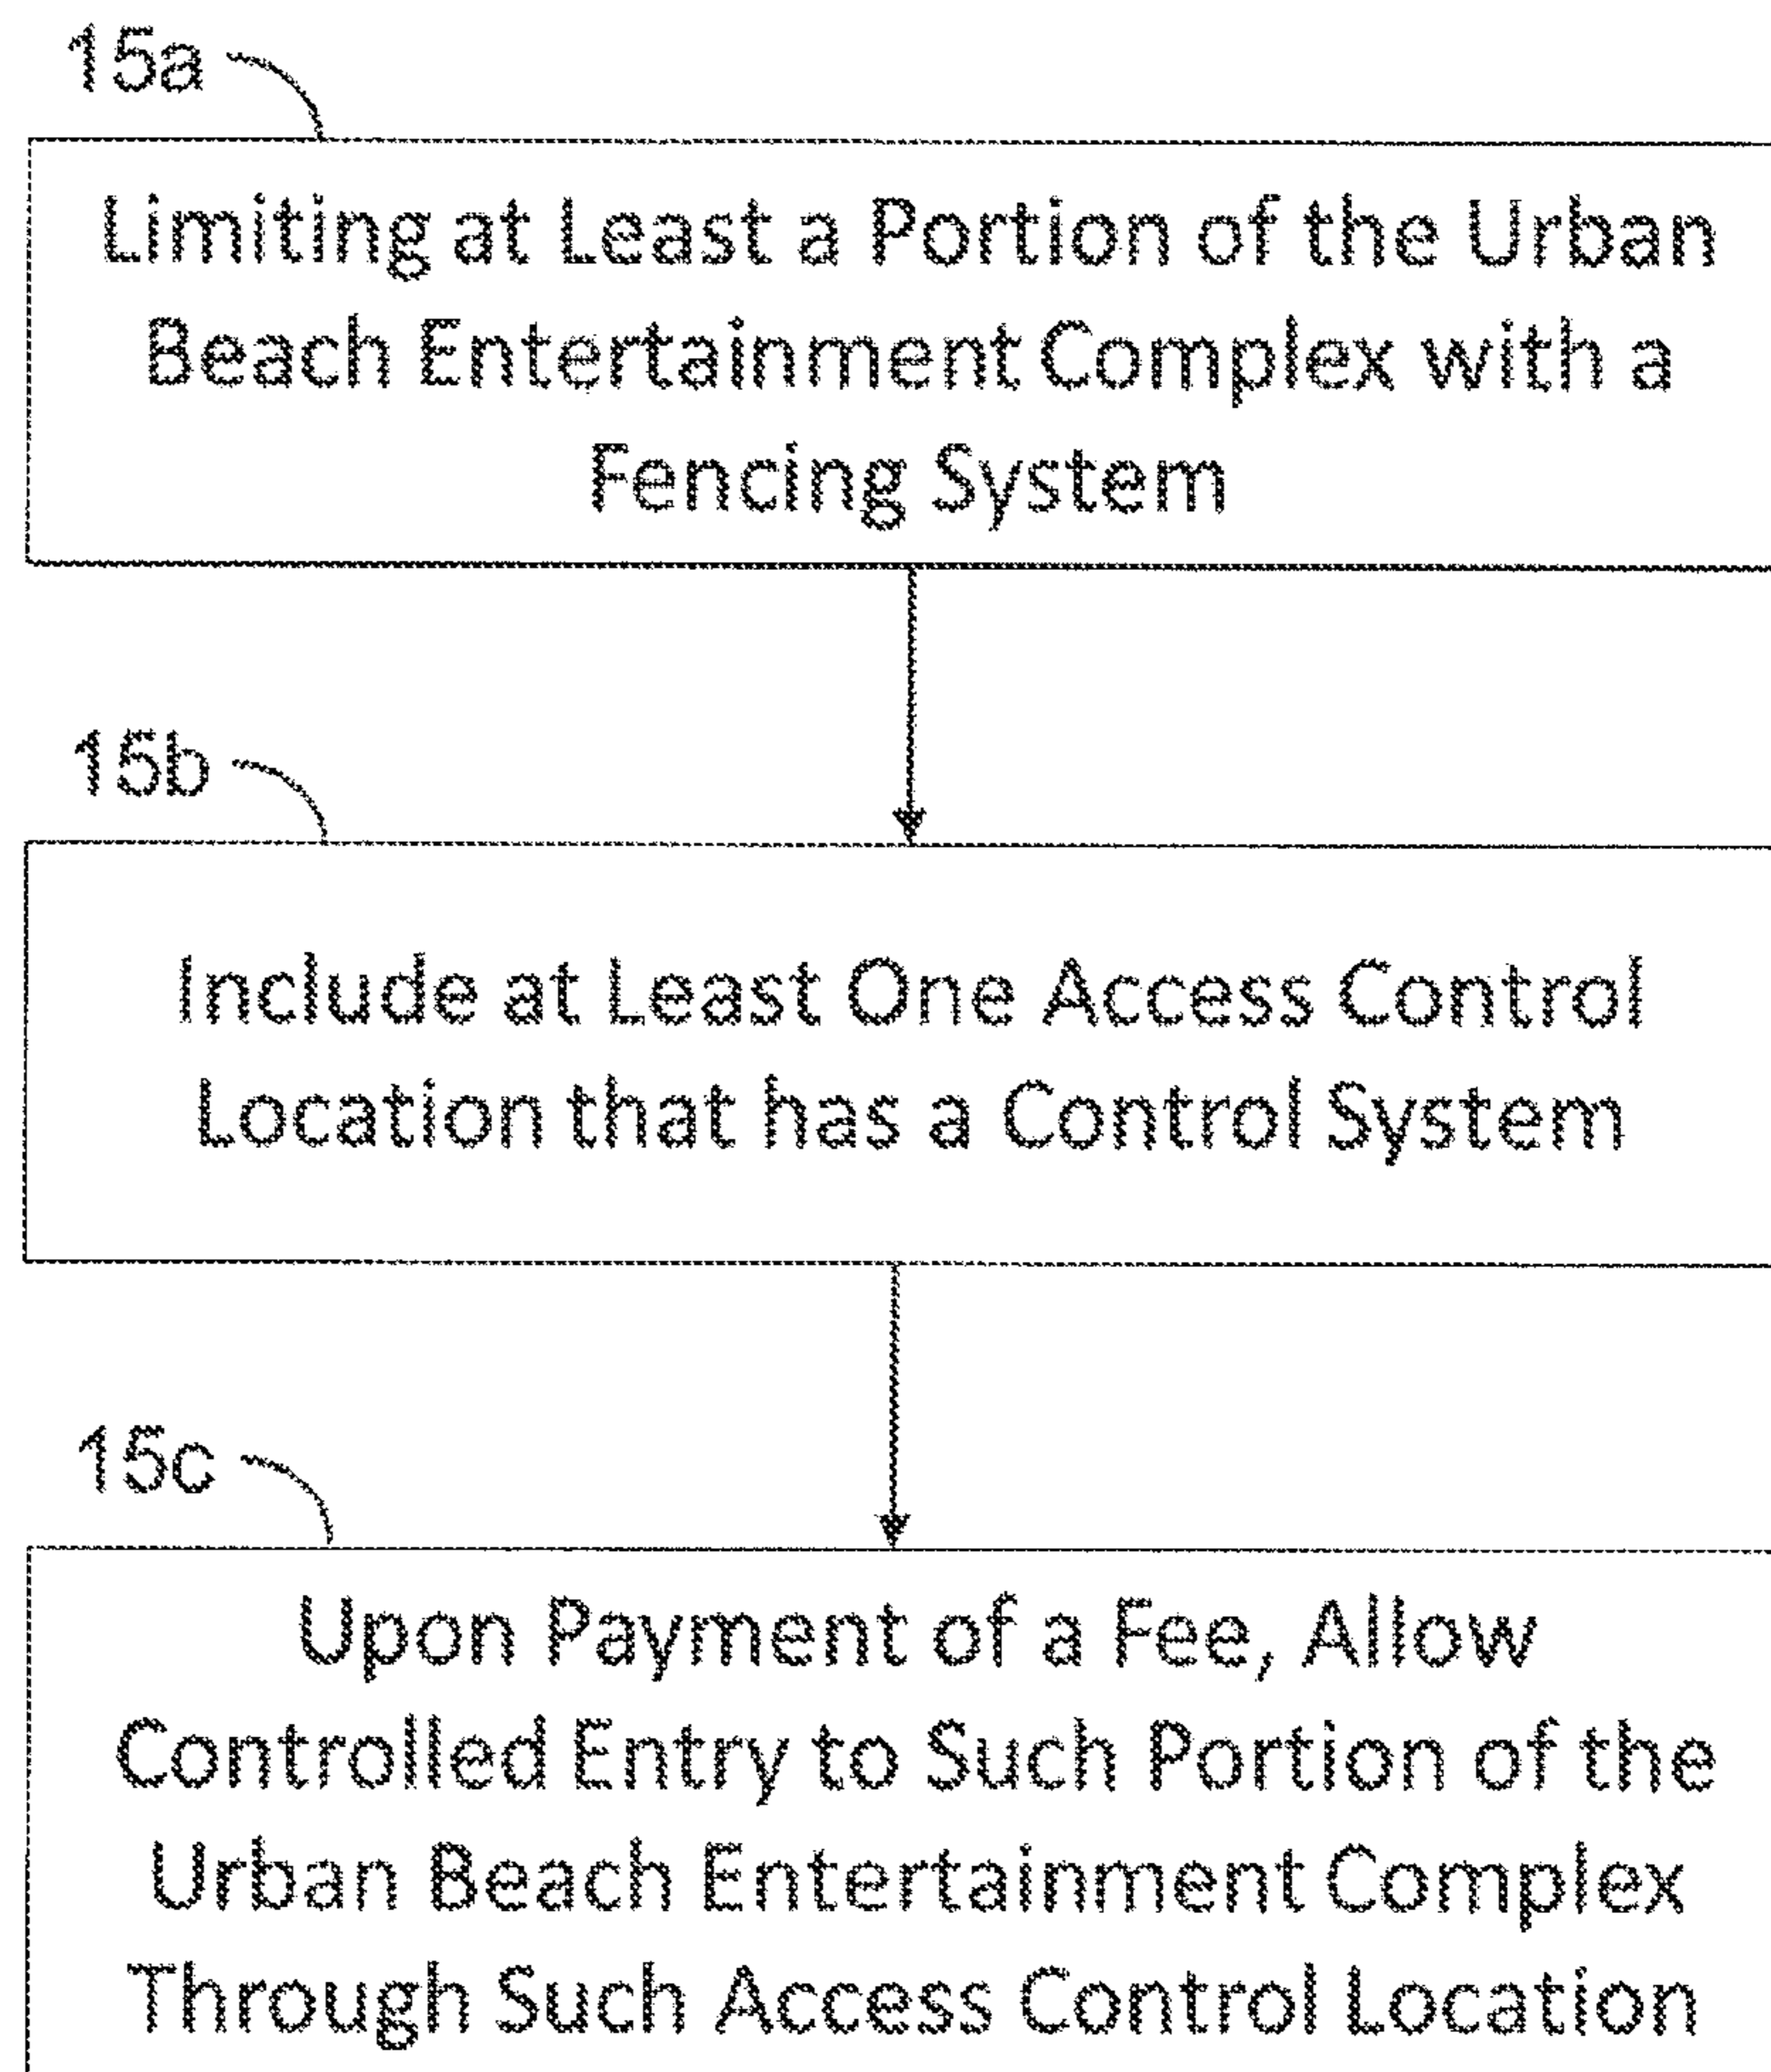 15a
Limiting at Least a Portion of the Urban
Beach Entertainment Complex with a
Fencing System
15b
Include at Least One Access Control
Location that has a Control System
15c
Upon Payment of a Fee, Allow
Controlled Entry to Such Portion of the
Urban Beach Entertainment Complex
Through Such Access Control Location